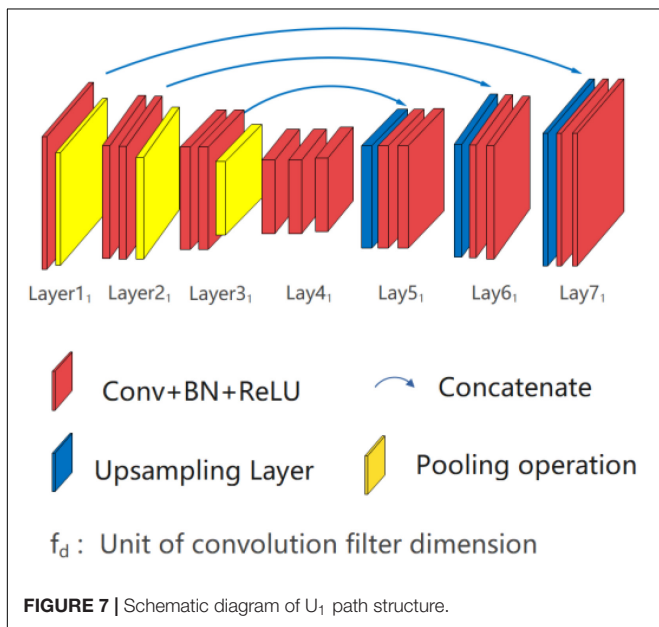 Layer1₁ Layer2₁ Layer3₁ Lay4₁ Lay5₁ Lay6₁ Lay7₁
Conv+BN+ReLU Concatenate
Upsampling Layer Pooling operation
f_d : Unit of convolution filter dimension
FIGURE 7 | Schematic diagram of U₁ path structure.